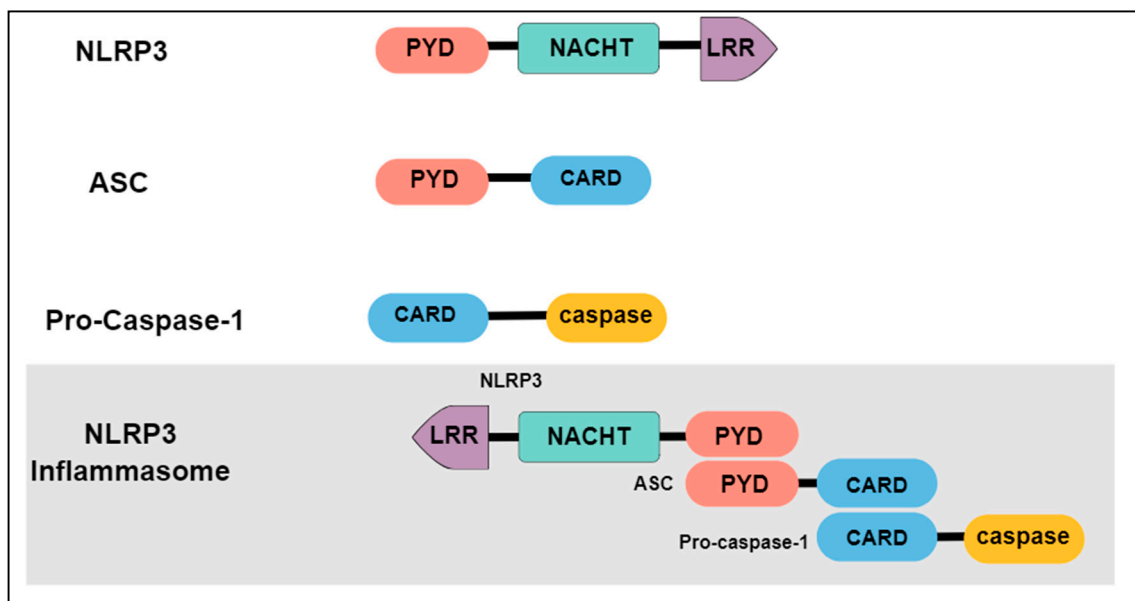 NLRP3
PYD NACHT LRR
ASC
PYD CARD
Pro-Caspase-1
CARD caspase
NLRP3
Inflammasome
NLRP3
LRR NACHT PYD
ASC PYD CARD
Pro-caspase-1 CARD caspase